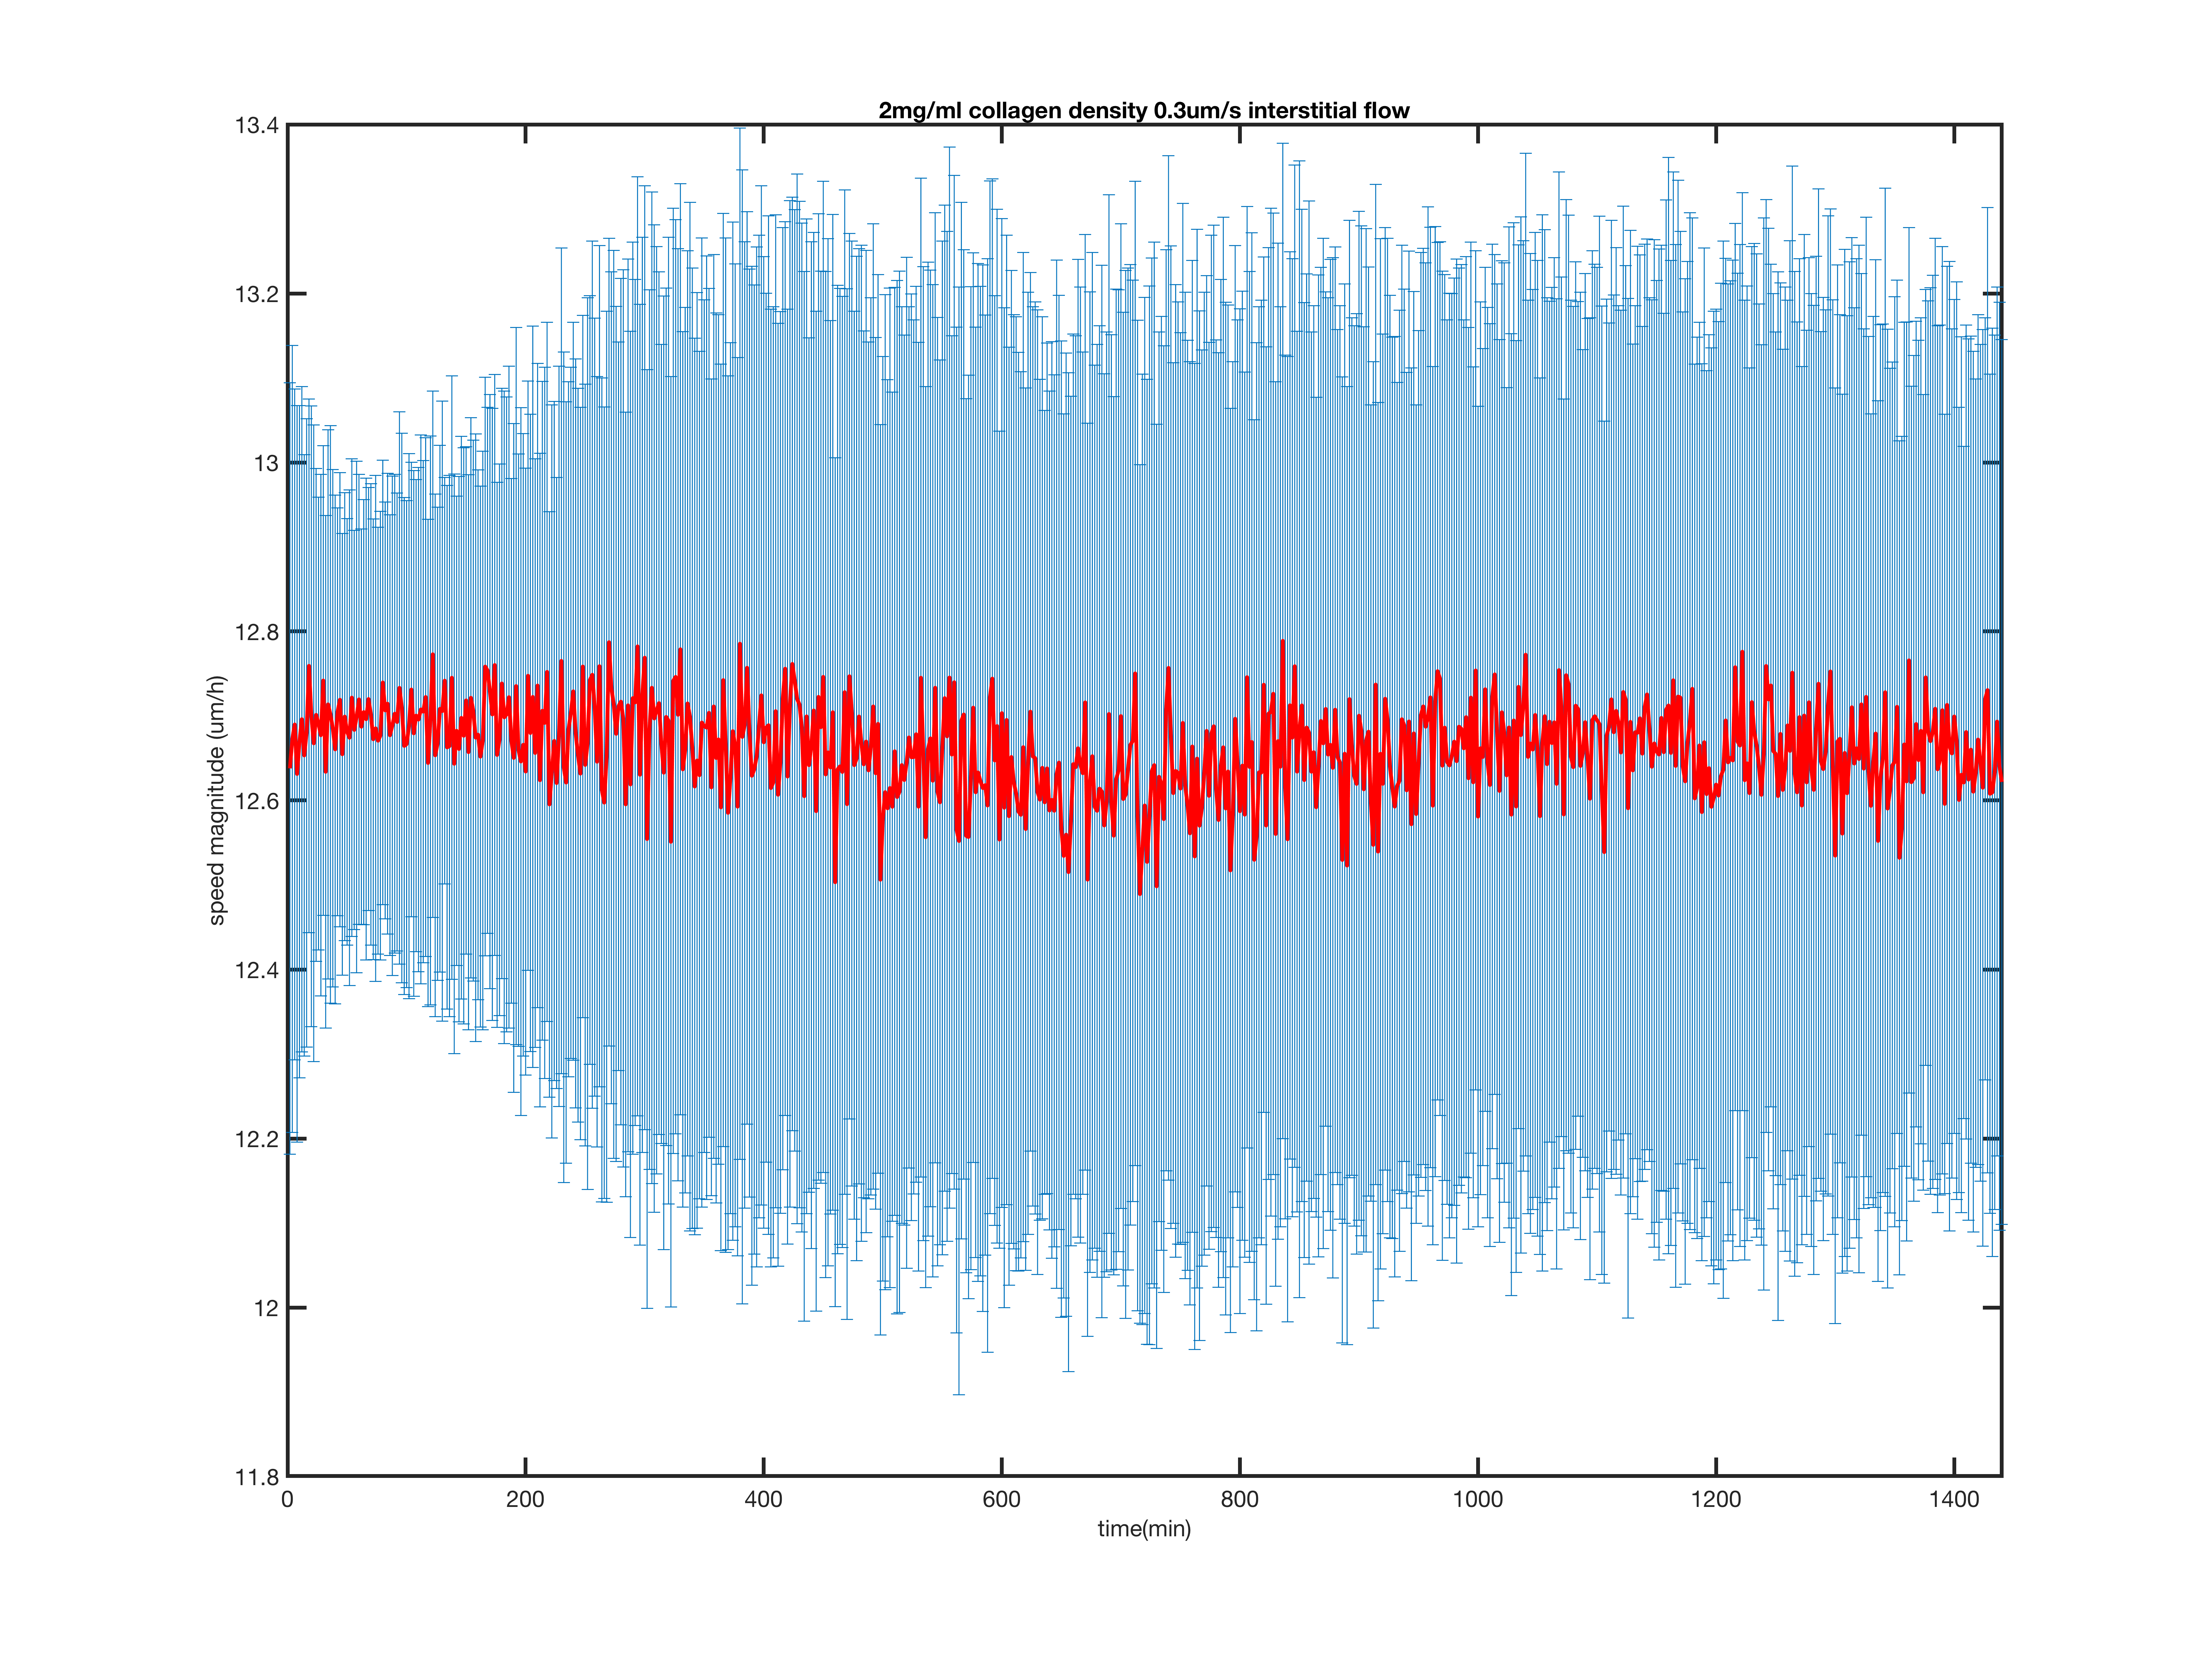 2mg/ml collagen density 0.3um/s interstitial flow
13.4
13.2
13
12.8
12.6
12.4
12.2
12
11.8
speed magnitude (um/h)
0 200 400 600 800 1000 1200 1400
time(min)